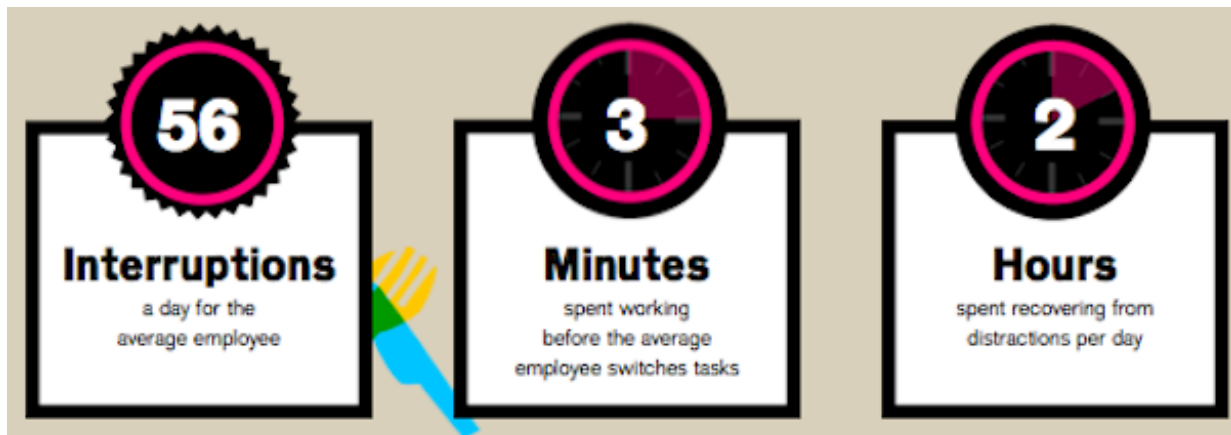 56
Interruptions
a day for the
average employee
3
Minutes
spent working
before the average
employee switches tasks
2
Hours
spent recovering from
distractions per day